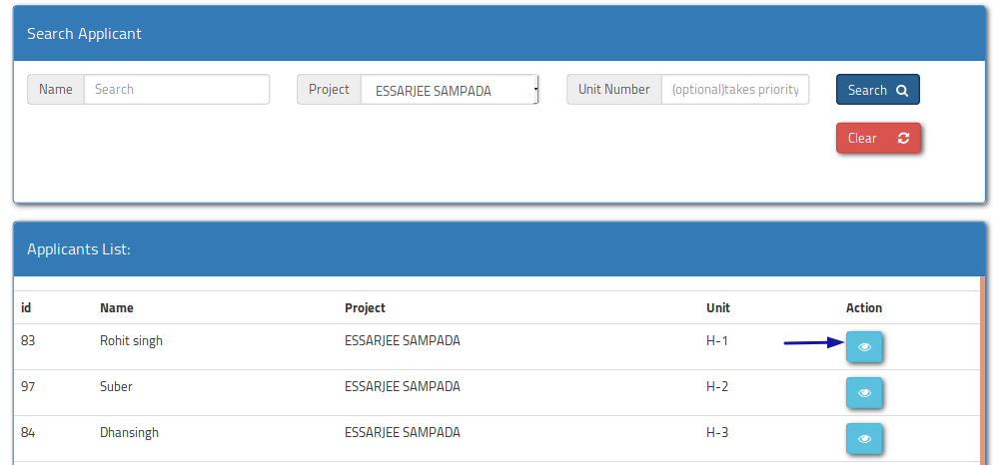 Search Applicant
Name Search Project ESSARJEE SAMPADA Unit Number (optional)takes priority Search
Clear
Applicants List:
id Name Project Unit Action
83 Rohit singh ESSARJEE SAMPADA H-1
97 Suber ESSARJEE SAMPADA H-2
84 Dhansingh ESSARJEE SAMPADA H-3